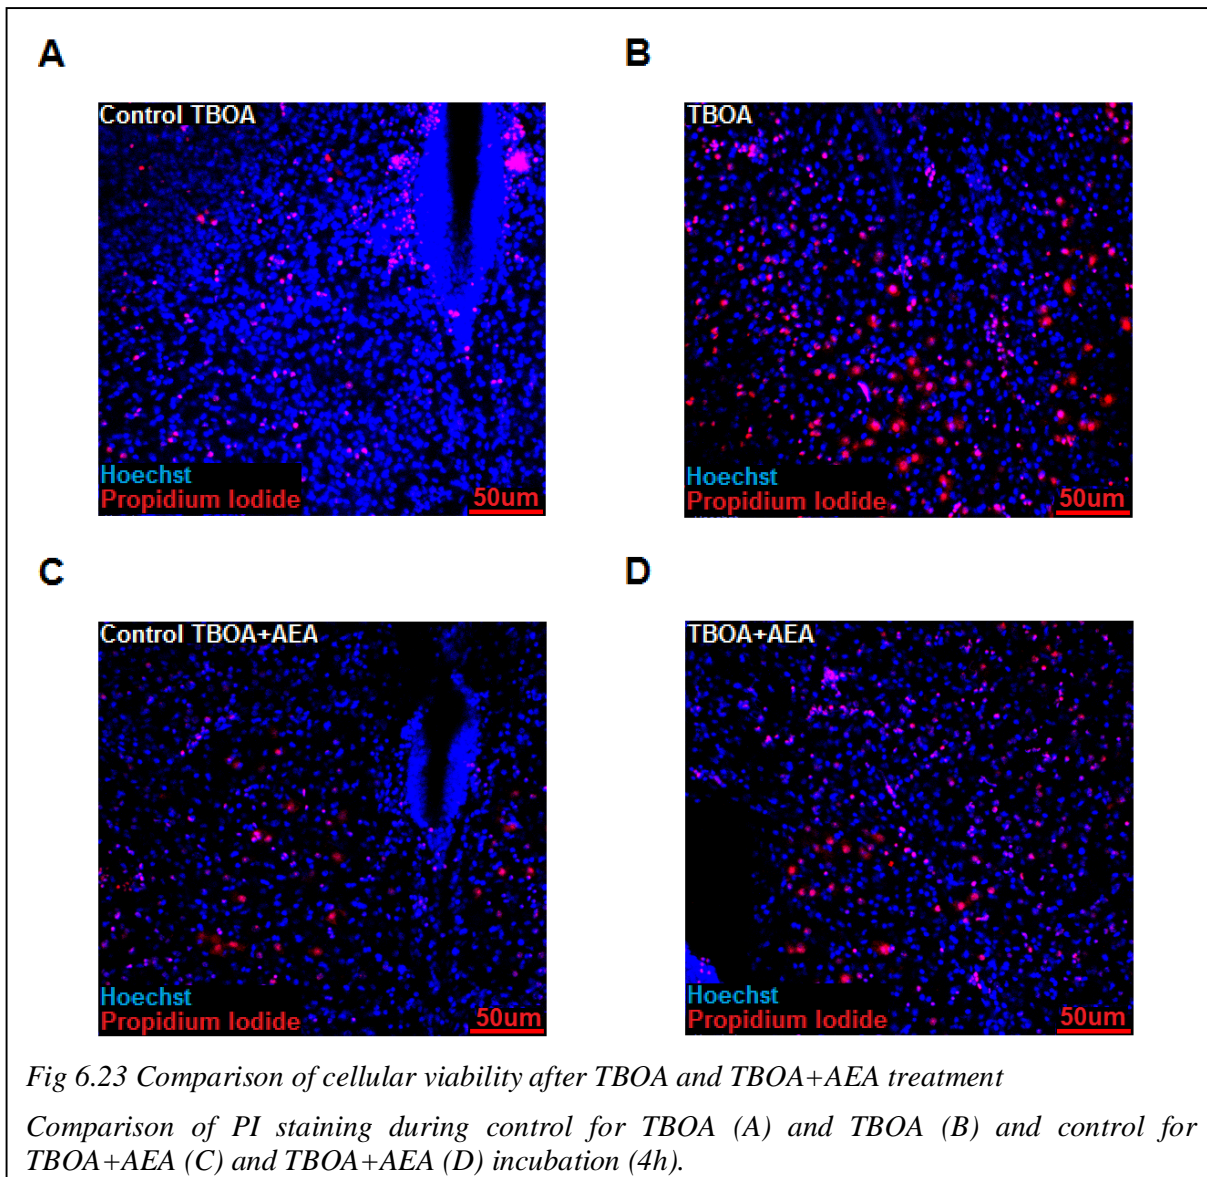 A
B
Control TBOA
TBOA
Hoechst
Propidium Iodide
50um
Hoechst
Propidium Iodide
50um
C
D
Control TBOA+AEA
TBOA+AEA
Hoechst
Propidium Iodide
50um
Hoechst
Propidium Iodide
50um
Fig 6.23 Comparison of cellular viability after TBOA and TBOA+AEA treatment
Comparison of PI staining during control for TBOA (A) and TBOA (B) and control for
TBOA+AEA (C) and TBOA+AEA (D) incubation (4h).